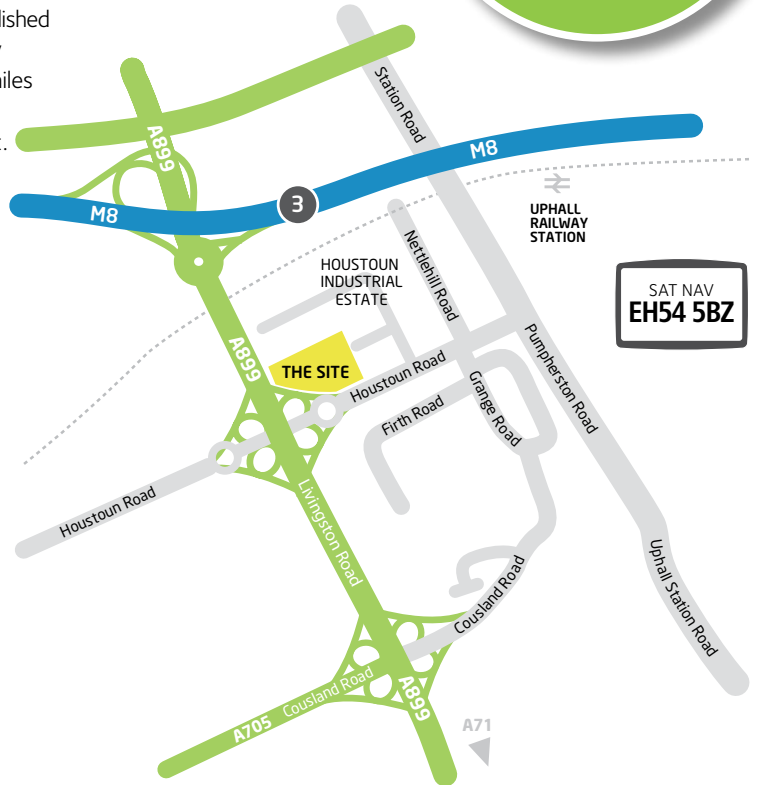 Station Road
A899
M8
M8
3
UPHALL
RAILWAY
STATION
Nettlehill Road
HOUSTOUN
INDUSTRIAL
ESTATE
SAT NAV
EH54 5BZ
A899
THE SITE
Houstoun Road
Pumpherston Road
Firth Road
Grange Road
Houstoun Road
Livingston Road
Uphall Station Road
Cousland Road
A705 Cousland Road
A899
A71